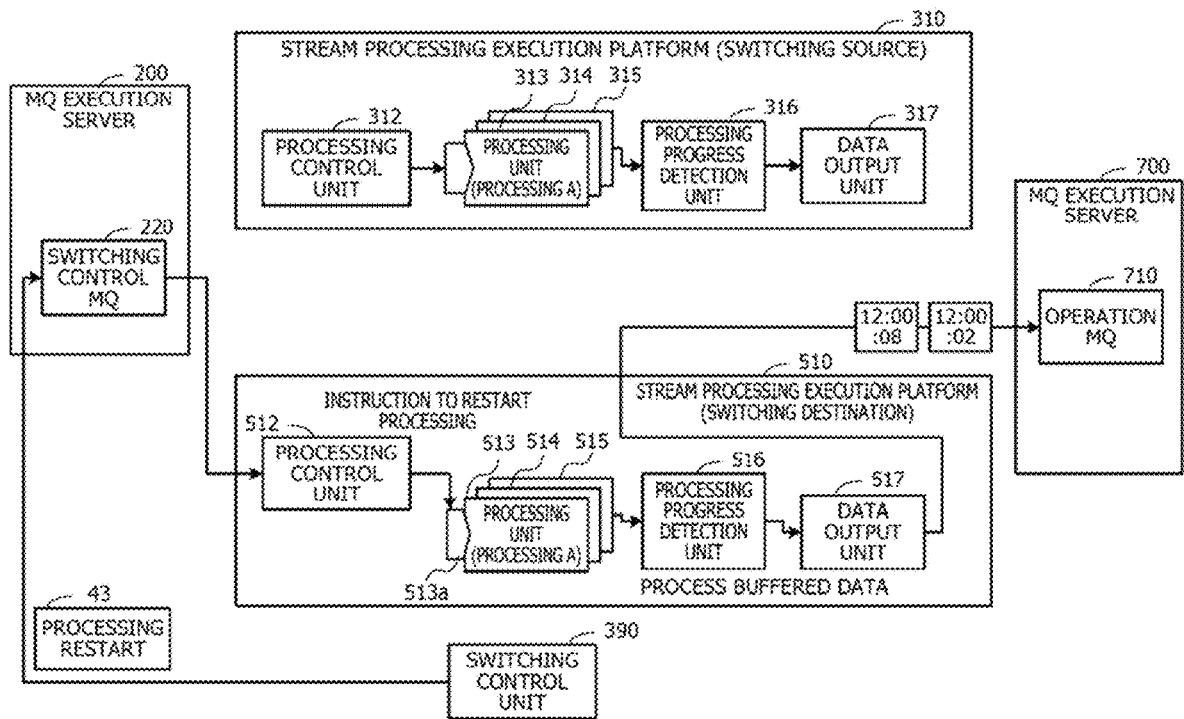 310
STREAM PROCESSING EXECUTION PLATFORM (SWITCHING SOURCE)
200
MQ EXECUTION
SERVER
220
SWITCHING
CONTROL
MQ
312
PROCESSING
CONTROL
UNIT
313
314
315
PROCESSING
UNIT
(PROCESSING A)
316
PROCESSING
PROGRESS
DETECTION
UNIT
317
DATA
OUTPUT
UNIT
700
MQ EXECUTION
SERVER
710
OPERATION
MQ
12:00
:08
12:00
:02
510
STREAM PROCESSING EXECUTION PLATFORM
(SWITCHING DESTINATION)
INSTRUCTION TO RESTART
PROCESSING
512
PROCESSING
CONTROL
UNIT
513
514
515
PROCESSING
UNIT
(PROCESSING A)
513a
516
PROCESSING
PROGRESS
DETECTION
UNIT
517
DATA
OUTPUT
UNIT
PROCESS BUFFERED DATA
43
PROCESSING
RESTART
390
SWITCHING
CONTROL
UNIT